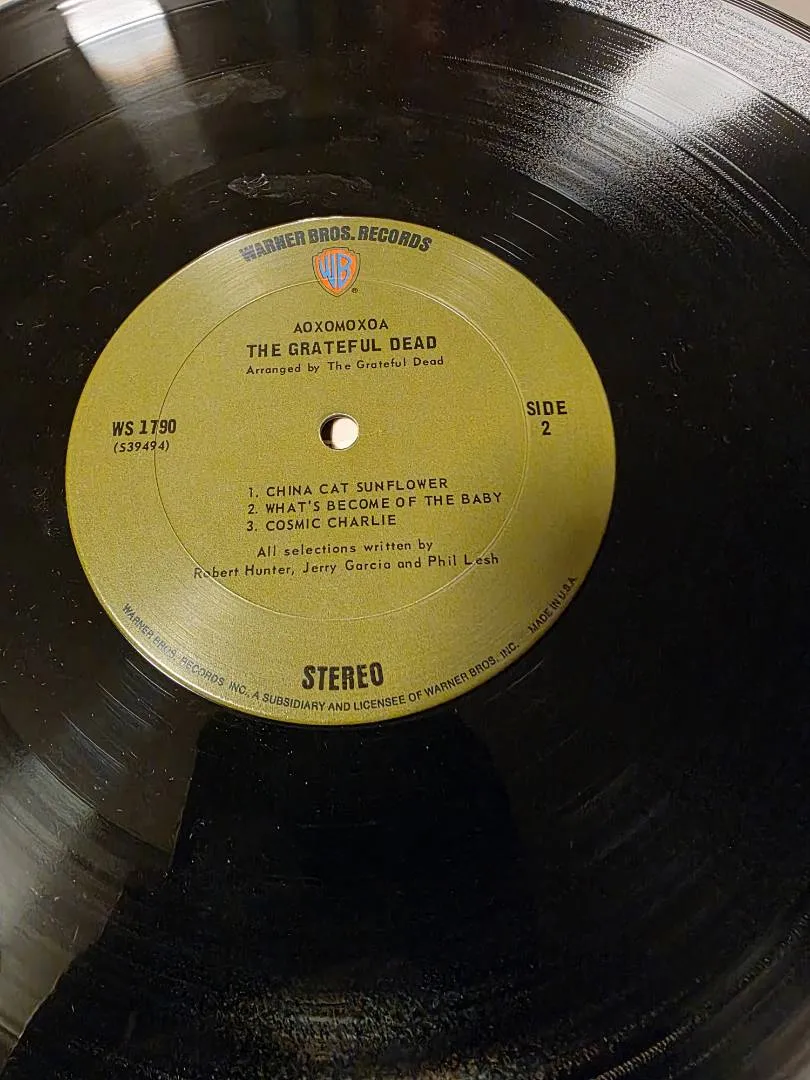 WARNER BROS. RECORDS
WB
®
AOXOMOXOA
THE GRATEFUL DEAD
Arranged by The Grateful Dead
WS 1790
(S39494)
SIDE
2
1. CHINA CAT SUNFLOWER
2. WHAT'S BECOME OF THE BABY
3. COSMIC CHARLIE
All selections written by
Robert Hunter, Jerry Garcia and Phil Lesh
STEREO
WARNER BROS. RECORDS INC. A SUBSIDIARY AND LICENSEE OF WARNER BROS. INC. MADE IN U.S.A.